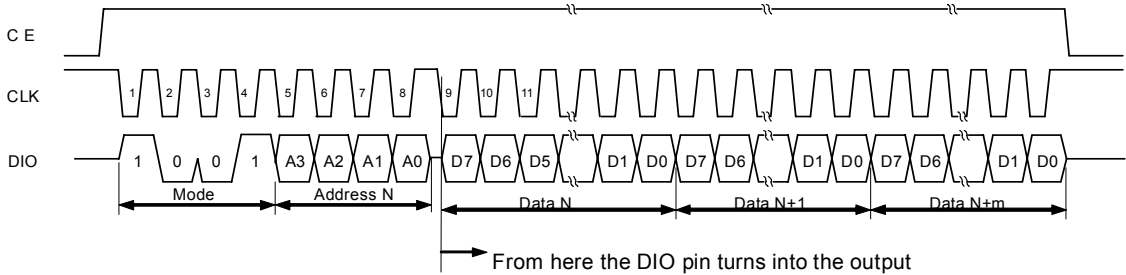 C E
CLK 1 2 3 4 5 6 7 8 9 10 11
DIO 1 0 0 1 A3 A2 A1 A0 D7 D6 D5 D1 D0 D7 D6 D1 D0 D7 D6 D1 D0
Mode Address N Data N Data N+1 Data N+m
From here the DIO pin turns into the output